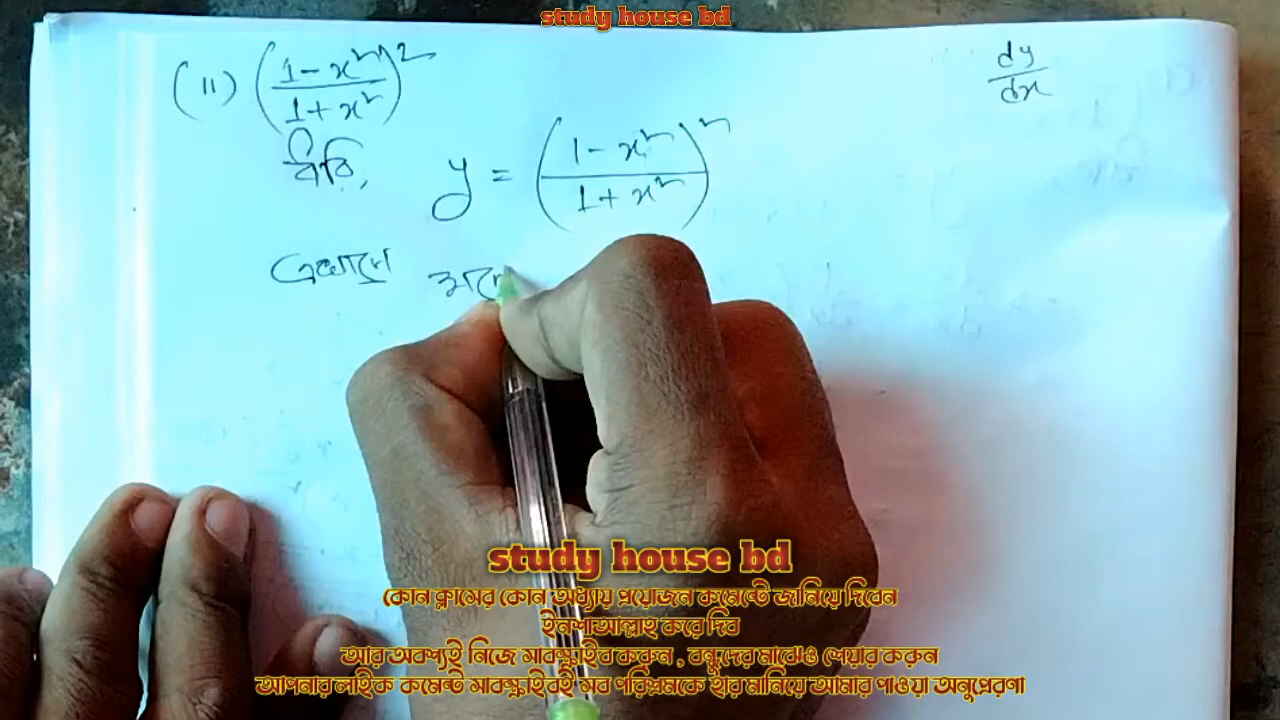 study house bd
(11) (1-x²/1+x²)²
dy/dx
ধরি, y = (1-x²/1+x²)²
এখানে
study house bd
কোন ক্লাসের কোন অধ্যায় প্রয়োজন কমেন্টে জানিয়ে দিবেন
ইনশাআল্লাহ করে দিব
আর অবশ্যই নিজে সাবস্ক্রাইব করুন , বন্ধুদের মাঝেও শেয়ার করুন
আপনার লাইক কমেন্ট সাবস্ক্রাইবই সব পরিশ্রমকে হার মানিয়ে আমার পাওয়া অনুপ্রেরণা